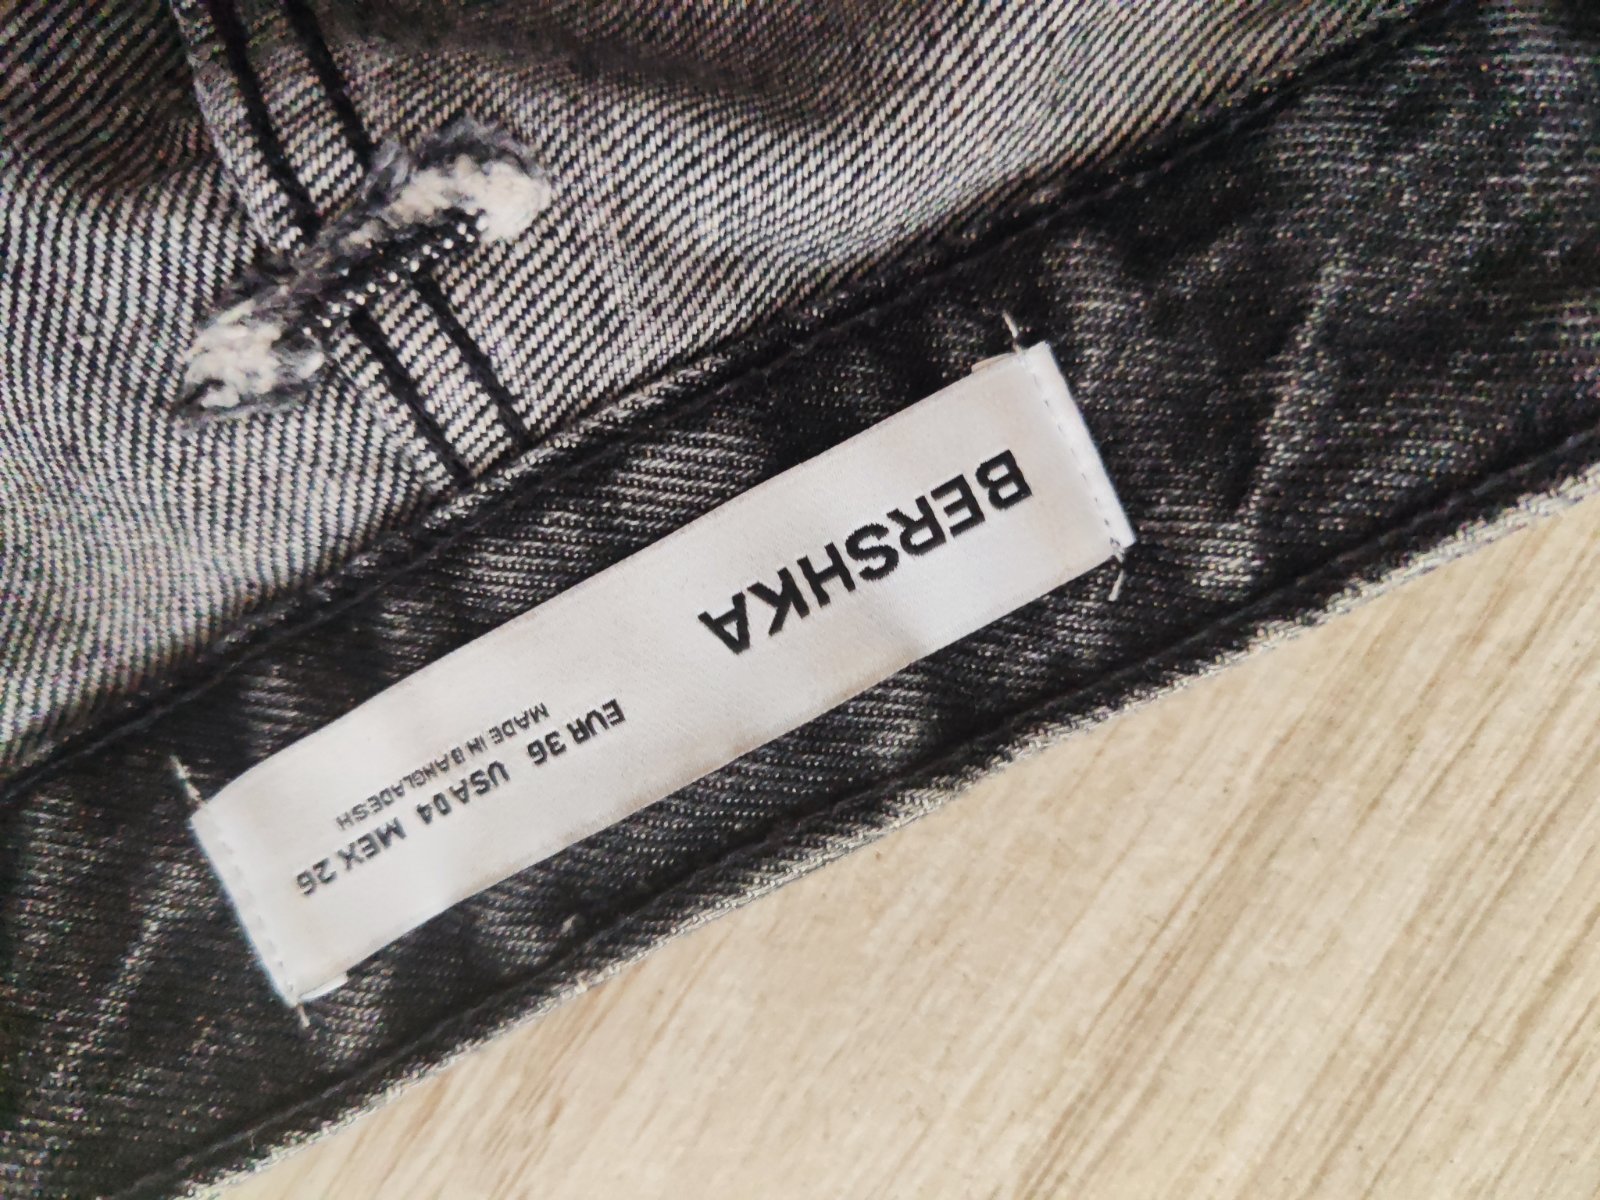 BERSHKA
EUR 36 USA 04 MEX 26
MADE IN BANGLADESH